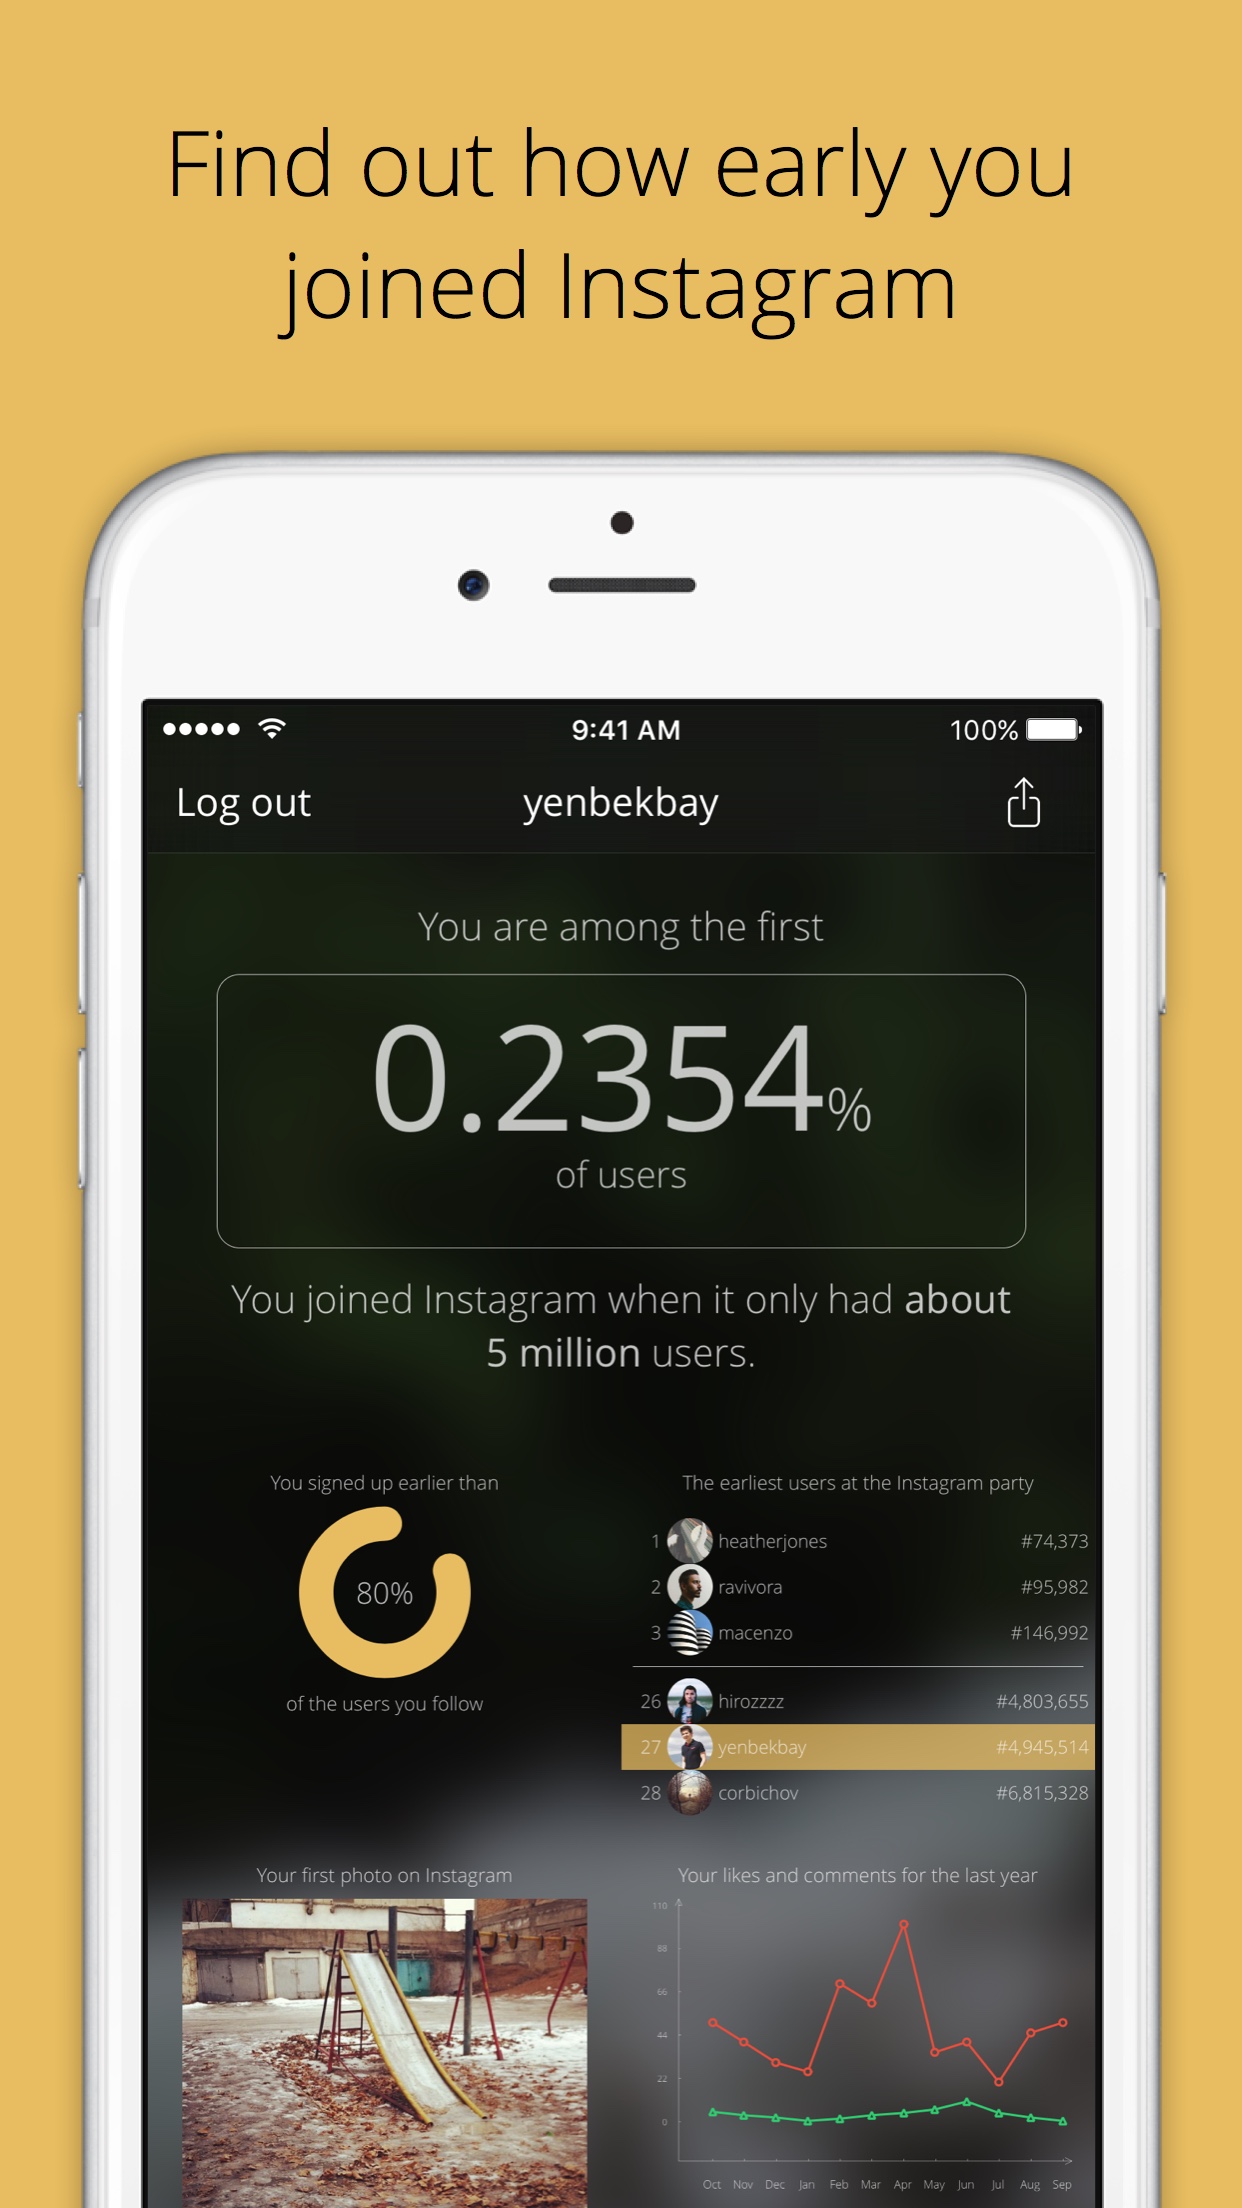 Find out how early you
joined Instagram
9:41 AM
100%
Log out
yenbekbay
You are among the first
0.2354%
of users
You joined Instagram when it only had about
5 million users.
You signed up earlier than
80%
of the users you follow
The earliest users at the Instagram party
1 heatherjones #74,373
2 ravivora #95,982
3 macenzo #146,992
26 hirozzzz #4,803,655
27 yenbekbay #4,945,514
28 corbichov #6,815,328
Your first photo on Instagram
Your likes and comments for the last year
110
88
66
44
22
0
Oct Nov Dec Jan Feb Mar Apr May Jun Jul Aug Sep